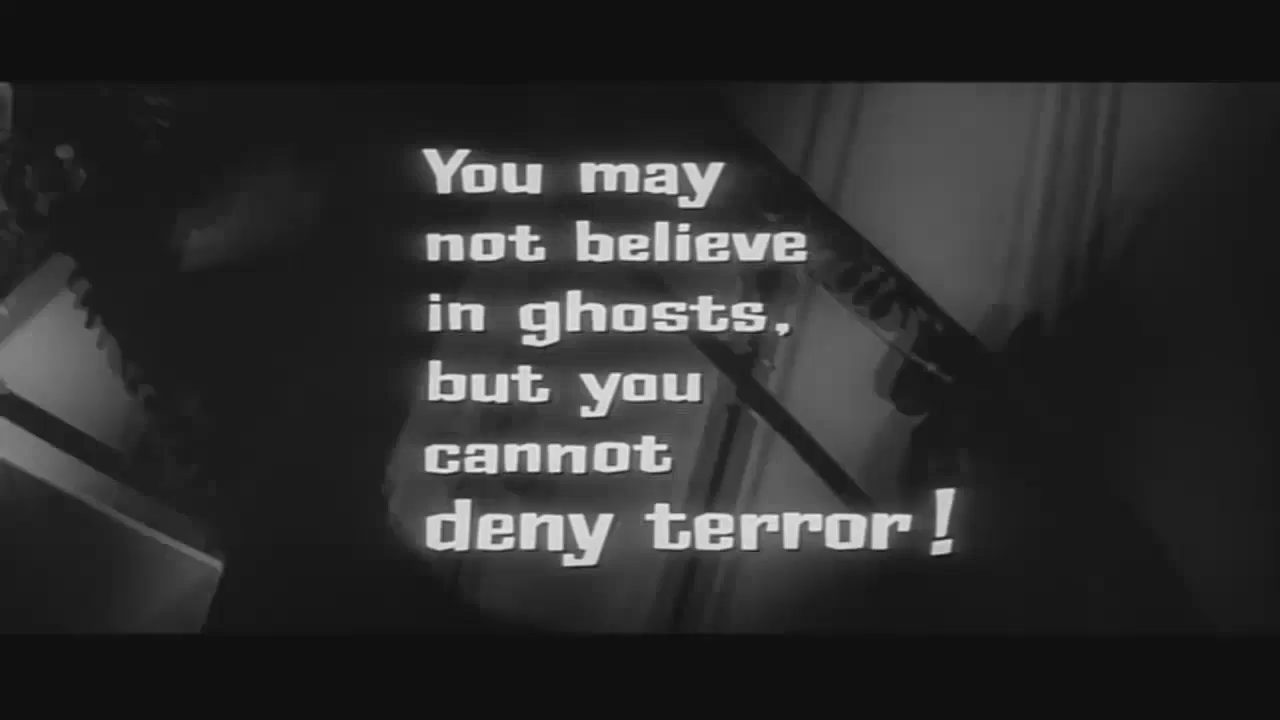 You may
not believe
in ghosts,
but you
cannot
deny terror!